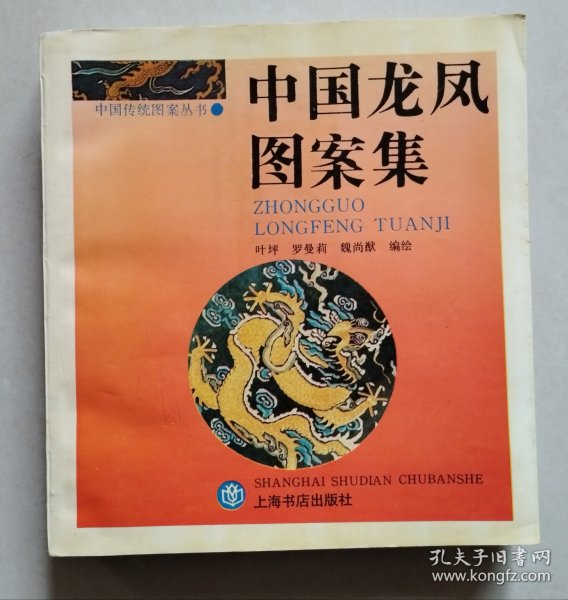 中国传统图案丛书
中国龙凤
图案集
ZHONGGUO
LONGFENG TUANJI
叶坪 罗曼莉 魏尚猷 编绘
SHANGHAI SHUDIAN CHUBANSHE
上海书店出版社
孔夫子旧书网
www.kongfz.com